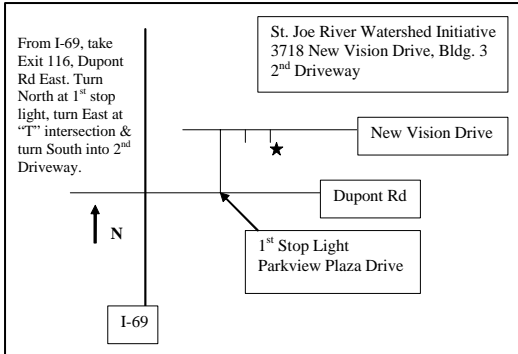 From I-69, take
Exit 116, Dupont
Rd East. Turn
North at 1st stop
light, turn East at
“T” intersection &
turn South into 2nd
Driveway.
St. Joe River Watershed Initiative
3718 New Vision Drive, Bldg. 3
2nd Driveway
New Vision Drive
Dupont Rd
N
1st Stop Light
Parkview Plaza Drive
I-69